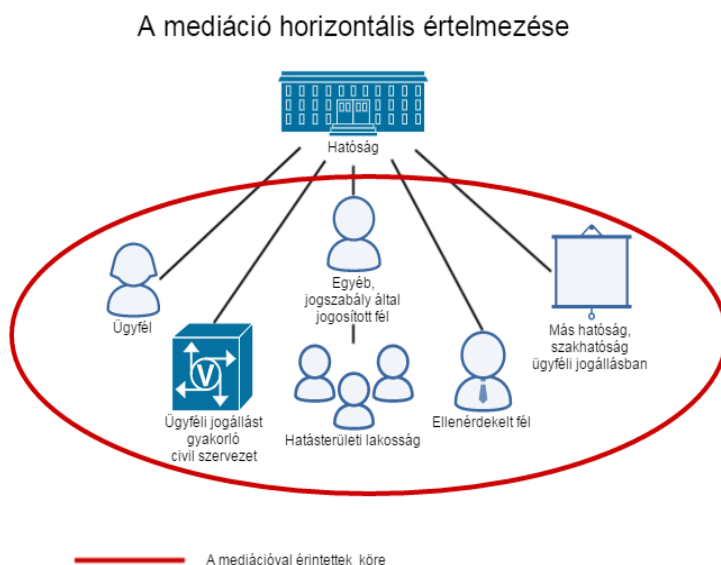 A mediáció horizontális értelmezése
Hatóság
Ügyfél
Egyéb,
jogszabály által
jogosított fél
Más hatóság,
szakhatóság
ügyféli jogállásban
V
Ügyféli jogállást
gyakorló
civil szervezet
Hatásterületi lakosság
Ellenérdekelt fél
A mediációval érintettek köre